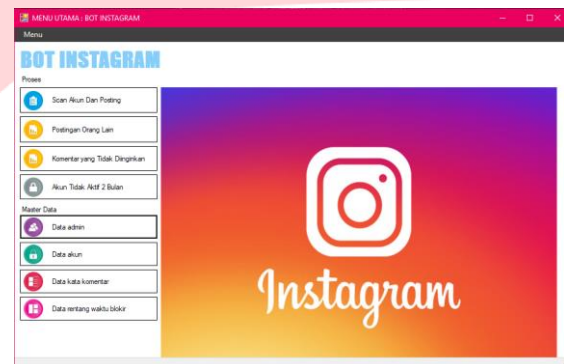 MENU UTAMA : BOT INSTAGRAM
Menu
BOT INSTAGRAM
Proses
Scan Akun Dan Posting
Postingan Orang Lain
Komentar yang Tidak Diinginkan
Akun Tidak Aktif 2 Bulan
Master Data
Data admin
Data akun
Data kata komentar
Data rentang waktu blokir
Instagram